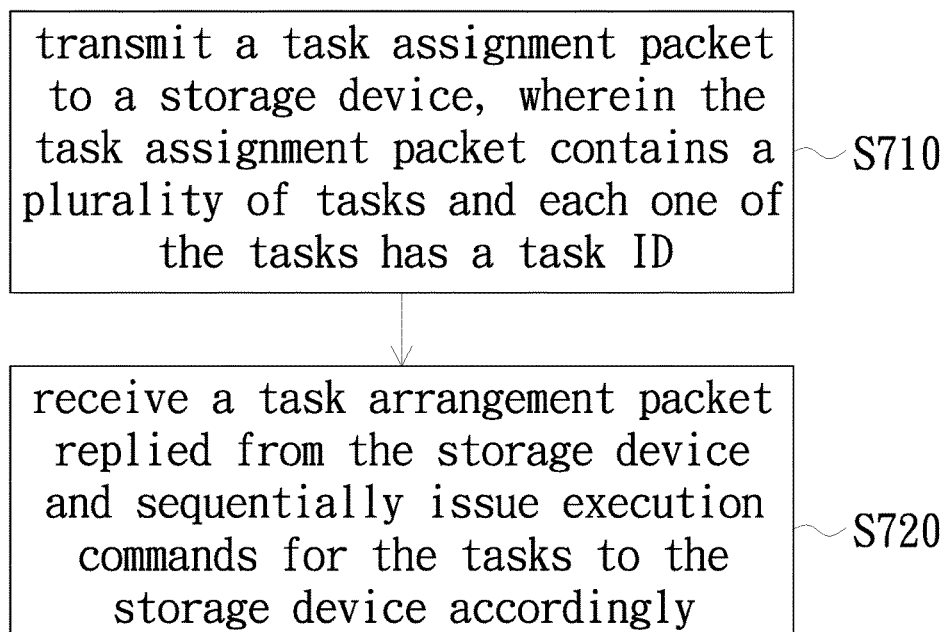 transmit a task assignment packet
to a storage device, wherein the
task assignment packet contains a
plurality of tasks and each one of
the tasks has a task ID
S710
receive a task arrangement packet
replied from the storage device
and sequentially issue execution
commands for the tasks to the
storage device accordingly
S720